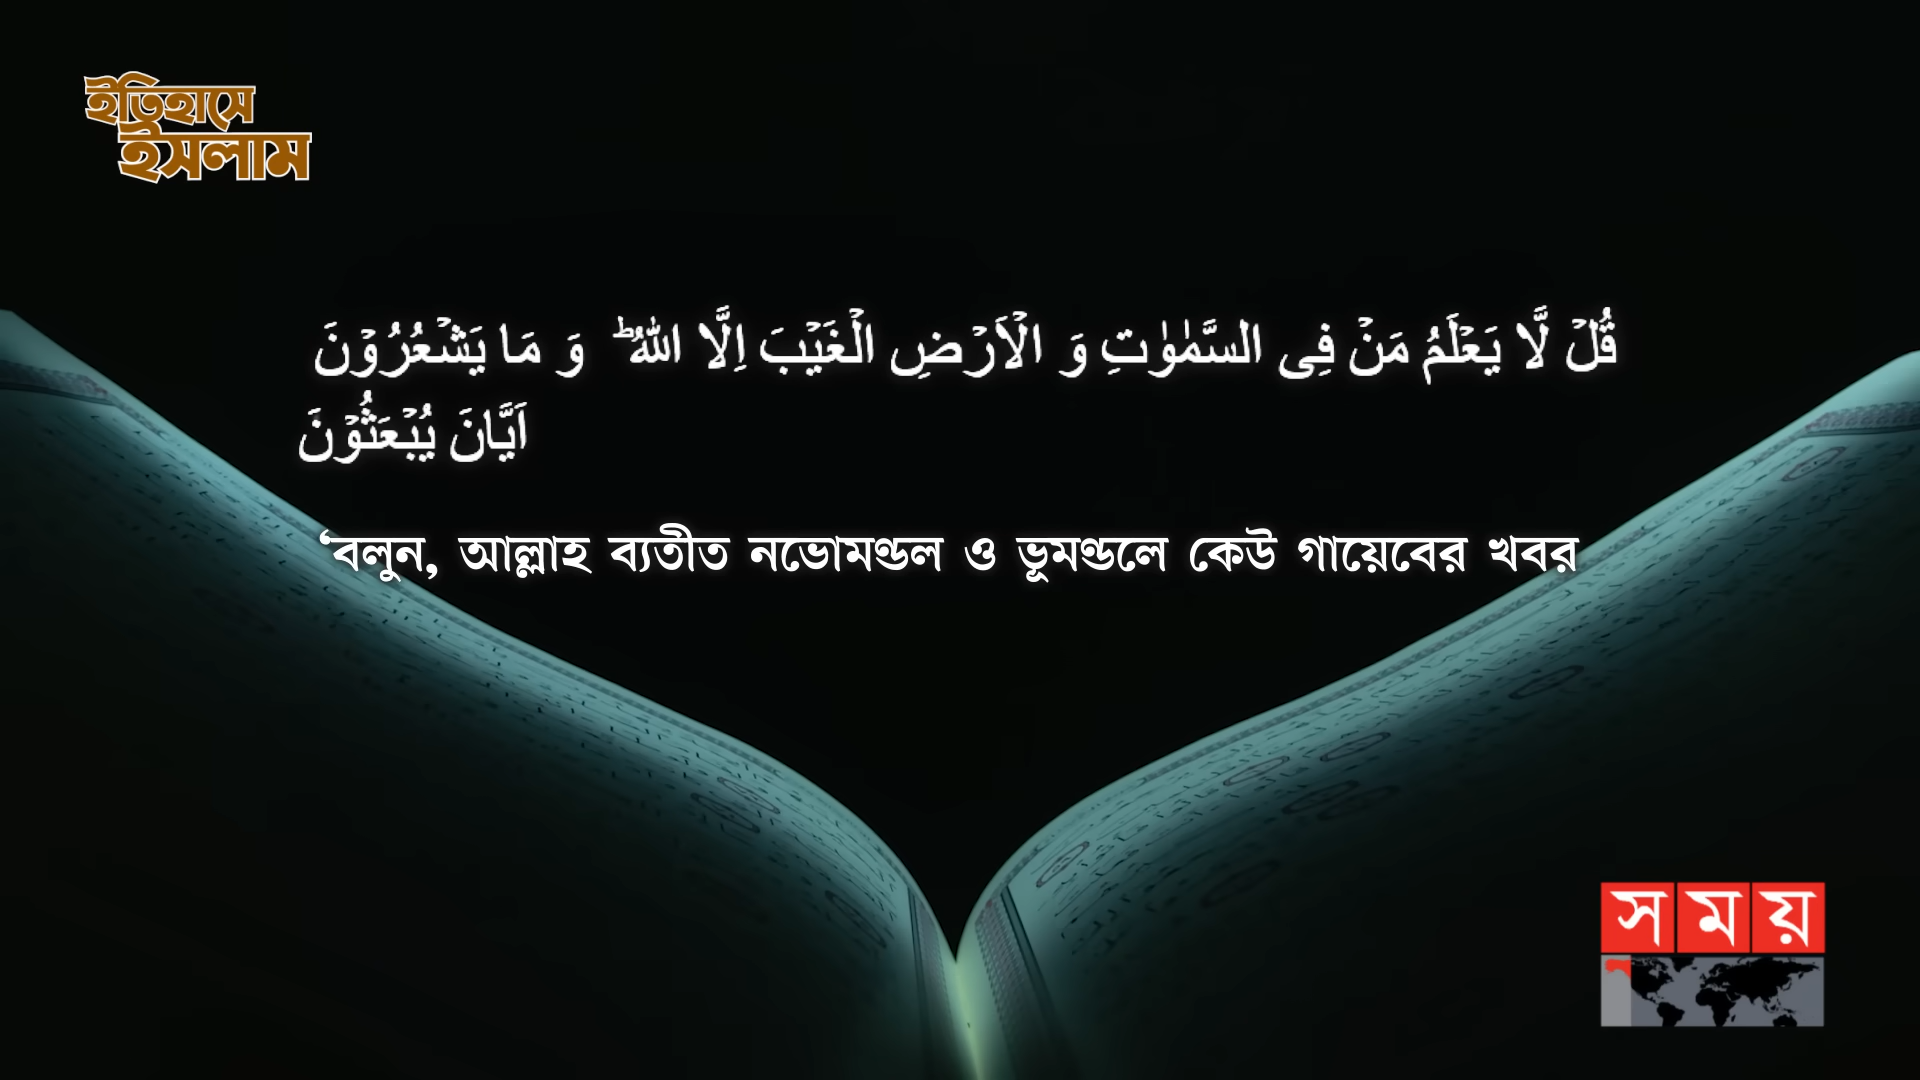 ইতিহাসে
ইসলাম
قُلۡ لَّا یَعۡلَمُ مَنۡ فِی السَّمٰوٰتِ وَ الۡاَرۡضِ الۡغَیۡبَ اِلَّا اللّٰهُ ؕ وَ مَا یَشۡعُرُوۡنَ
اَیَّانَ یُبۡعَثُوۡنَ
‘বলুন, আল্লাহ ব্যতীত নভোমণ্ডল ও ভূমণ্ডলে কেউ গায়েবের খবর
সময়